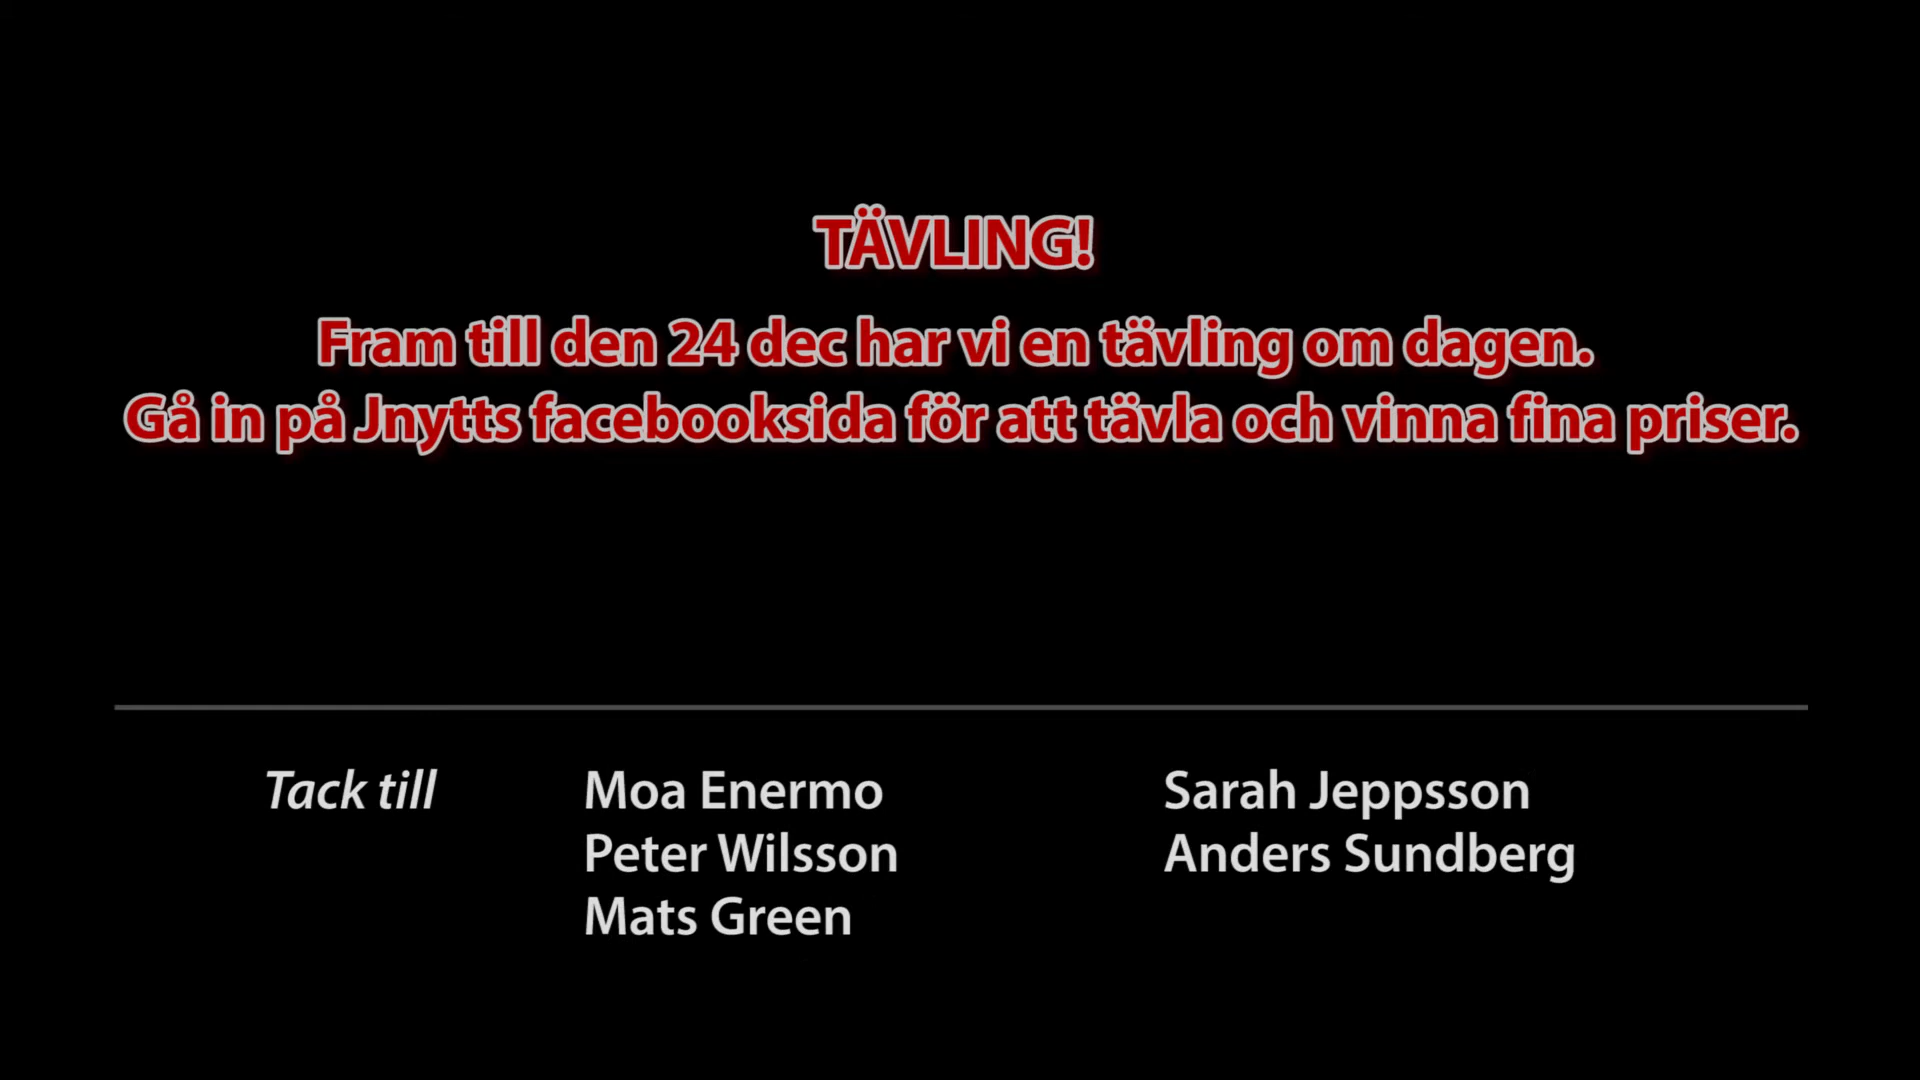 TÄVLING!
Fram till den 24 dec har vi en tävling om dagen.
Gå in på Jnytts facebooksida för att tävla och vinna fina priser.
Tack till
Moa Enermo
Peter Wilsson
Mats Green
Sarah Jeppsson
Anders Sundberg